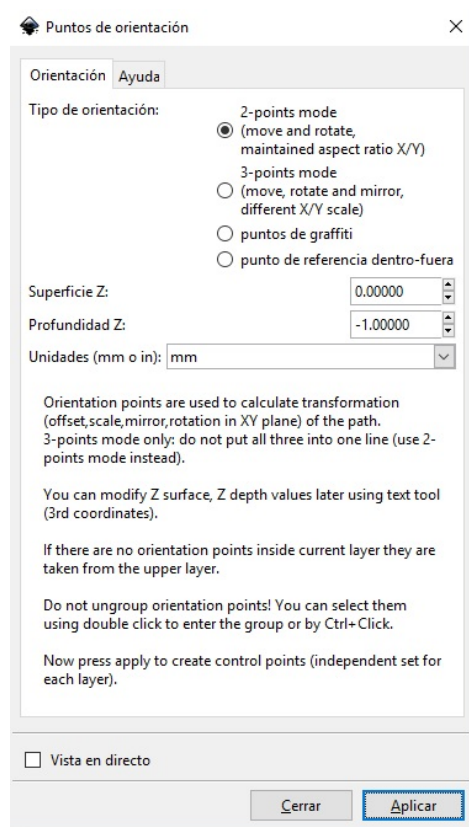 Puntos de orientación
Orientación Ayuda
Tipo de orientación:
2-points mode
(move and rotate,
maintained aspect ratio X/Y)
3-points mode
(move, rotate and mirror,
different X/Y scale)
puntos de graffiti
punto de referencia dentro-fuera
Superficie Z: 0.00000
Profundidad Z: -1.00000
Unidades (mm o in): mm
Orientation points are used to calculate transformation
(offset,scale,mirror,rotation in XY plane) of the path.
3-points mode only: do not put all three into one line (use 2-
points mode instead).
You can modify Z surface, Z depth values later using text tool
(3rd coordinates).
If there are no orientation points inside current layer they are
taken from the upper layer.
Do not ungroup orientation points! You can select them
using double click to enter the group or by Ctrl+Click.
Now press apply to create control points (independent set for
each layer).
Vista en directo
Cerrar Aplicar